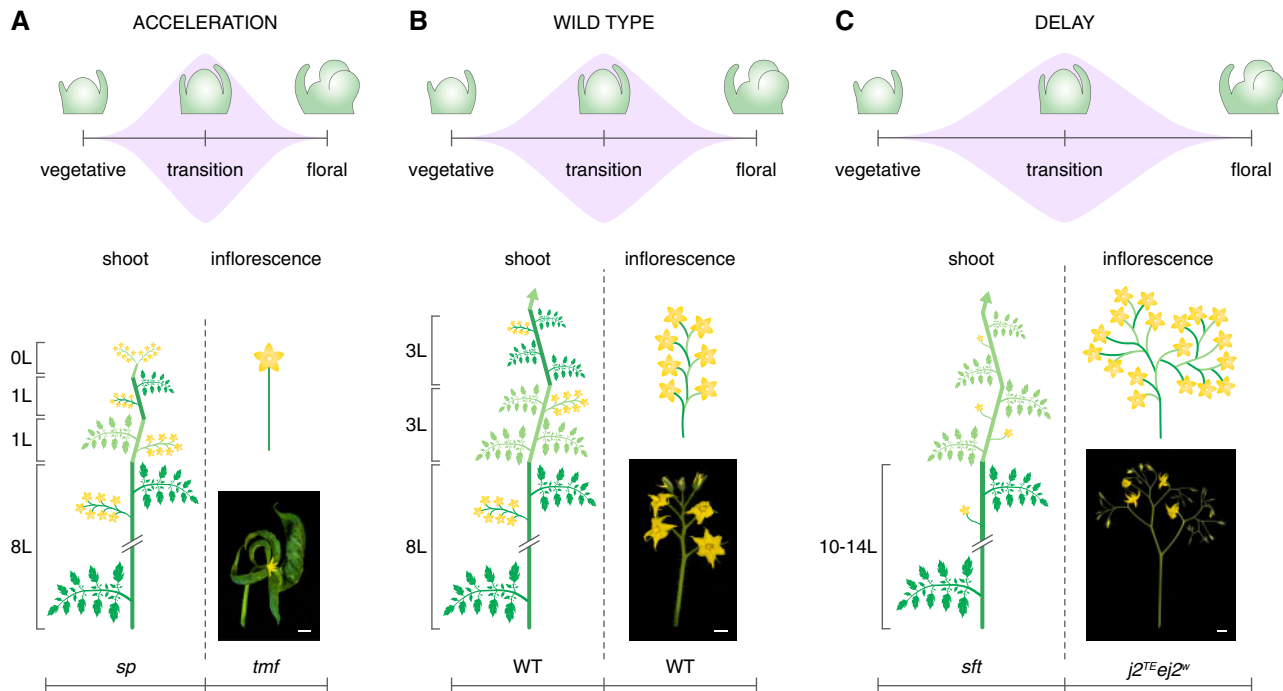 A
ACCELERATION
vegetative
transition
floral
shoot
inflorescence
0L
1L
1L
8L
sp
tmf
B
WILD TYPE
vegetative
transition
floral
shoot
inflorescence
3L
3L
8L
WT
WT
C
DELAY
vegetative
transition
floral
shoot
inflorescence
10-14L
sft
j2ᵀᴱej2ʷ